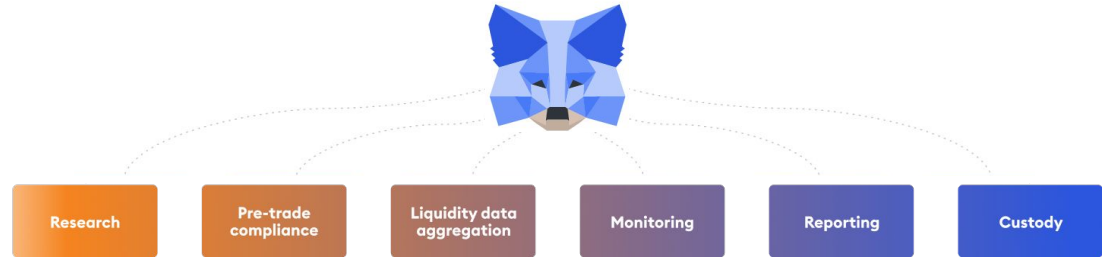 Research
Pre-trade
compliance
Liquidity data
aggregation
Monitoring
Reporting
Custody